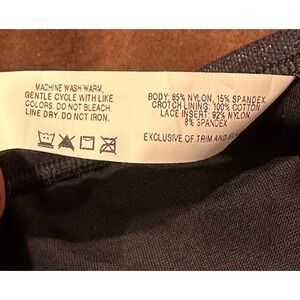 MACHINE WASH WARM,
GENTLE CYCLE WITH LIKE
COLORS. DO NOT BLEACH.
LINE DRY. DO NOT IRON.
BODY: 85% NYLON, 15% SPANDEX
CROTCH LINING: 100% COTTON
LACE INSERT: 92% NYLON,
8% SPANDEX
EXCLUSIVE OF TRIM AND